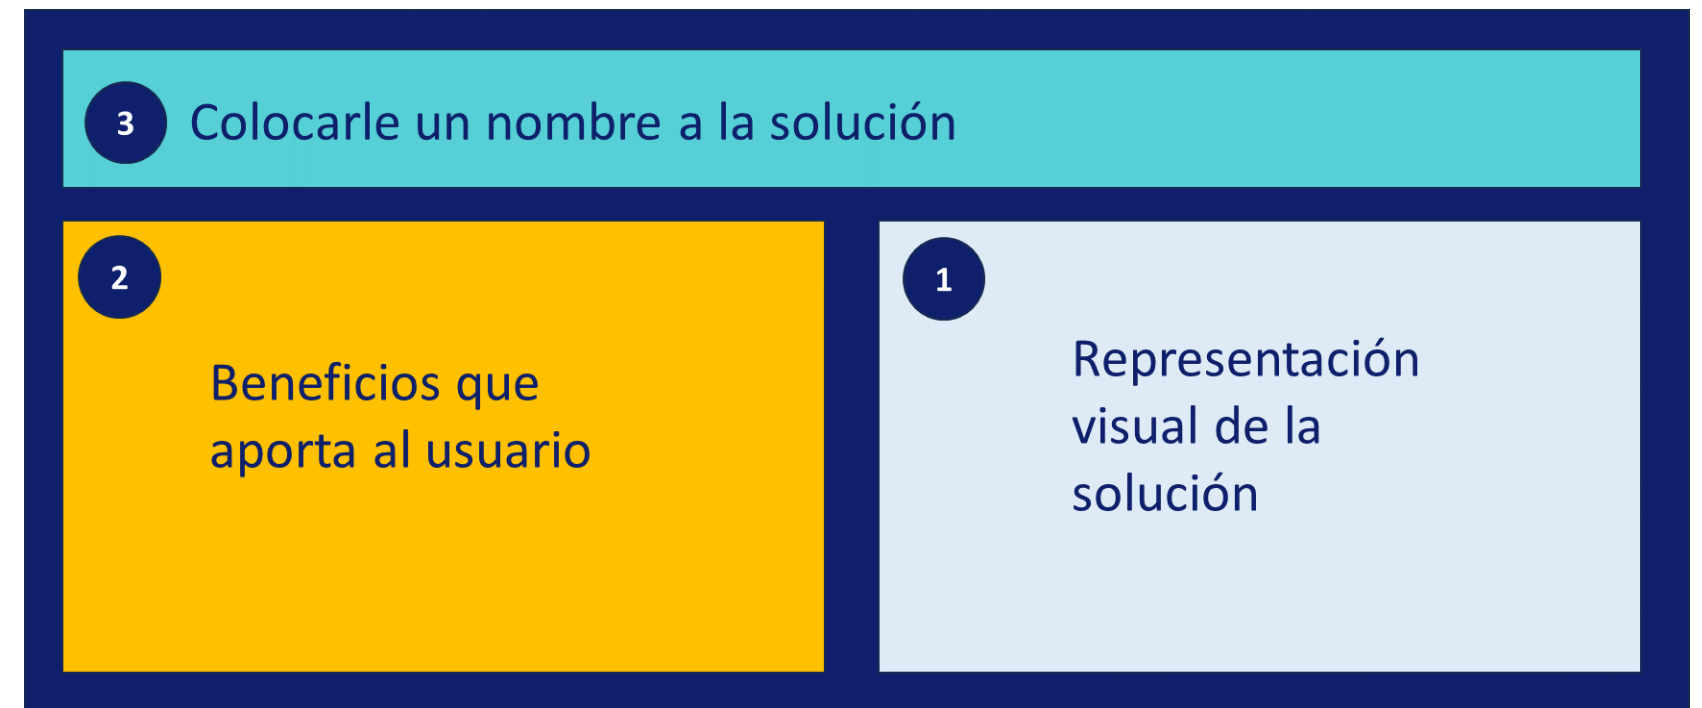 3 Colocarle un nombre a la solución
2
Beneficios que
aporta al usuario
1
Representación
visual de la
solución